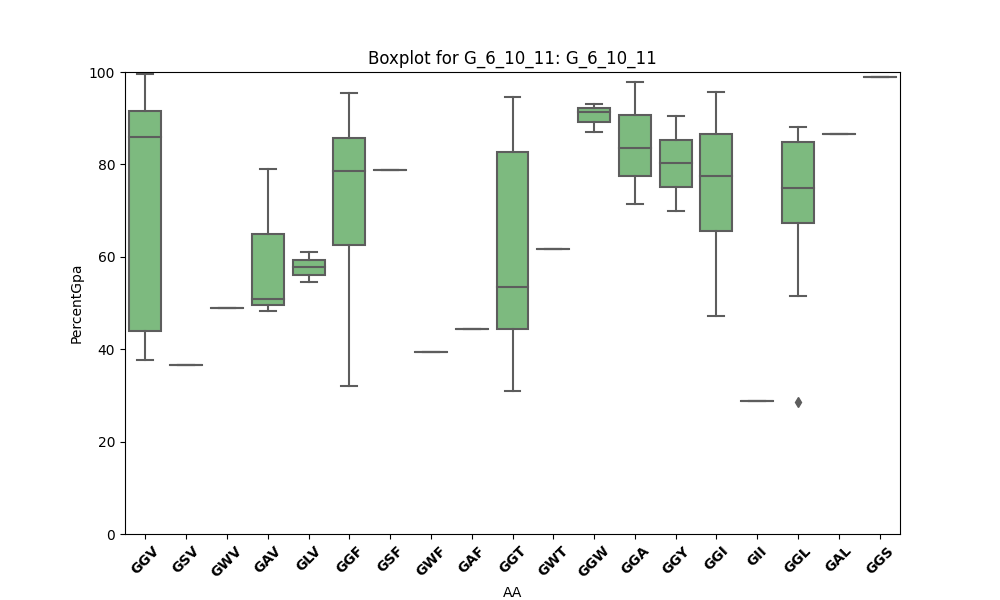 Boxplot for G_6_10_11: G_6_10_11
100
80
60
40
20
0
PercentGpa
GGV GSV GWV GAV GLV GGF GSF GWF GAF GGT GWT GGW GGA GGY GGI GII GGL GAL GGS
AA